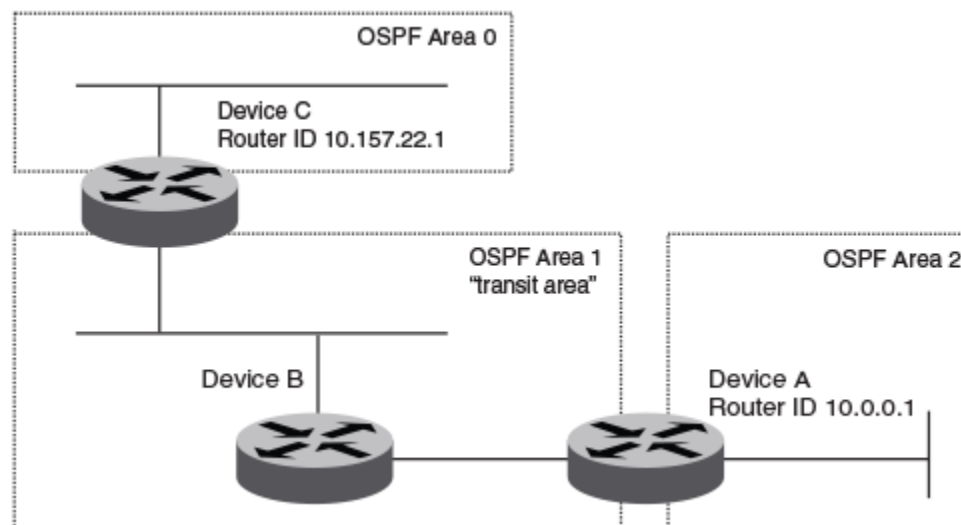 OSPF Area 0
Device C
Router ID 10.157.22.1
OSPF Area 1
“transit area”
OSPF Area 2
Device B
Device A
Router ID 10.0.0.1